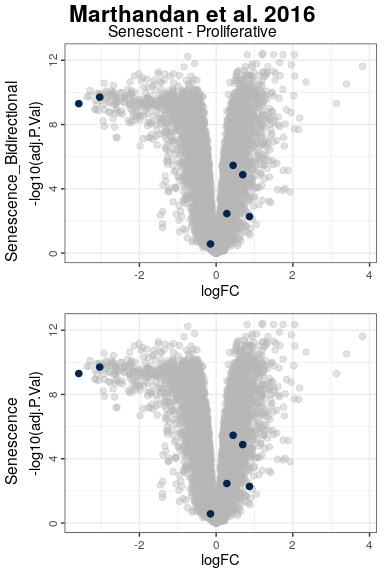 Marthandan et al. 2016
Senescent - Proliferative
Senescence_Bidirectional
-log10(adj.P.Val)
12
8
4
0
-2
0
2
4
logFC
Senescence
-log10(adj.P.Val)
12
8
4
0
-2
0
2
4
logFC